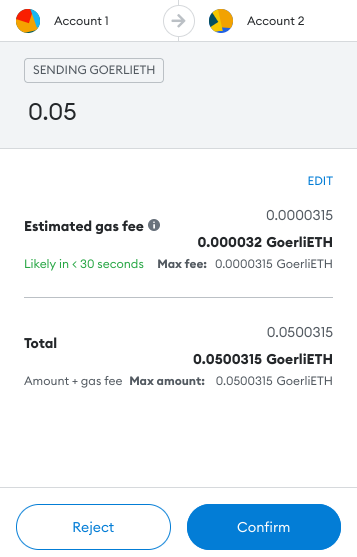 Account 1
Account 2
SENDING GOERLIETH
0.05
EDIT
0.0000315
Estimated gas fee
0.000032 GoerliETH
Likely in < 30 seconds Max fee: 0.0000315 GoerliETH
0.0500315
Total
0.0500315 GoerliETH
Amount + gas fee Max amount: 0.0500315 GoerliETH
Reject
Confirm